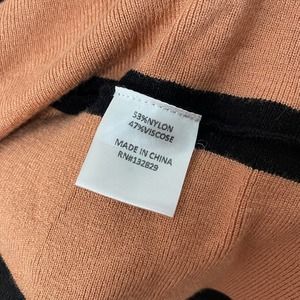 53%NYLON
47%VISCOSE
MADE IN CHINA
RN#132829